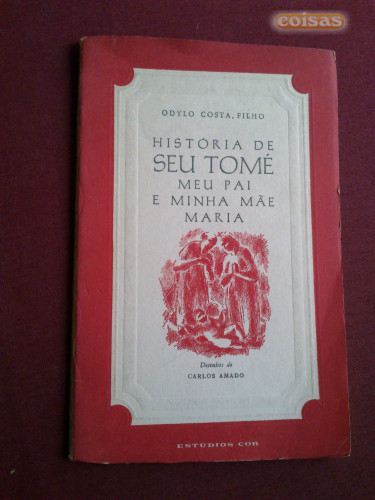 coisas
ODYLO COSTA, FILHO
HISTÓRIA DE
SEU TOMÉ
MEU PAI
E MINHA MÃE
MARIA
Desenhos de
CARLOS AMADO
ESTÚDIOS COR